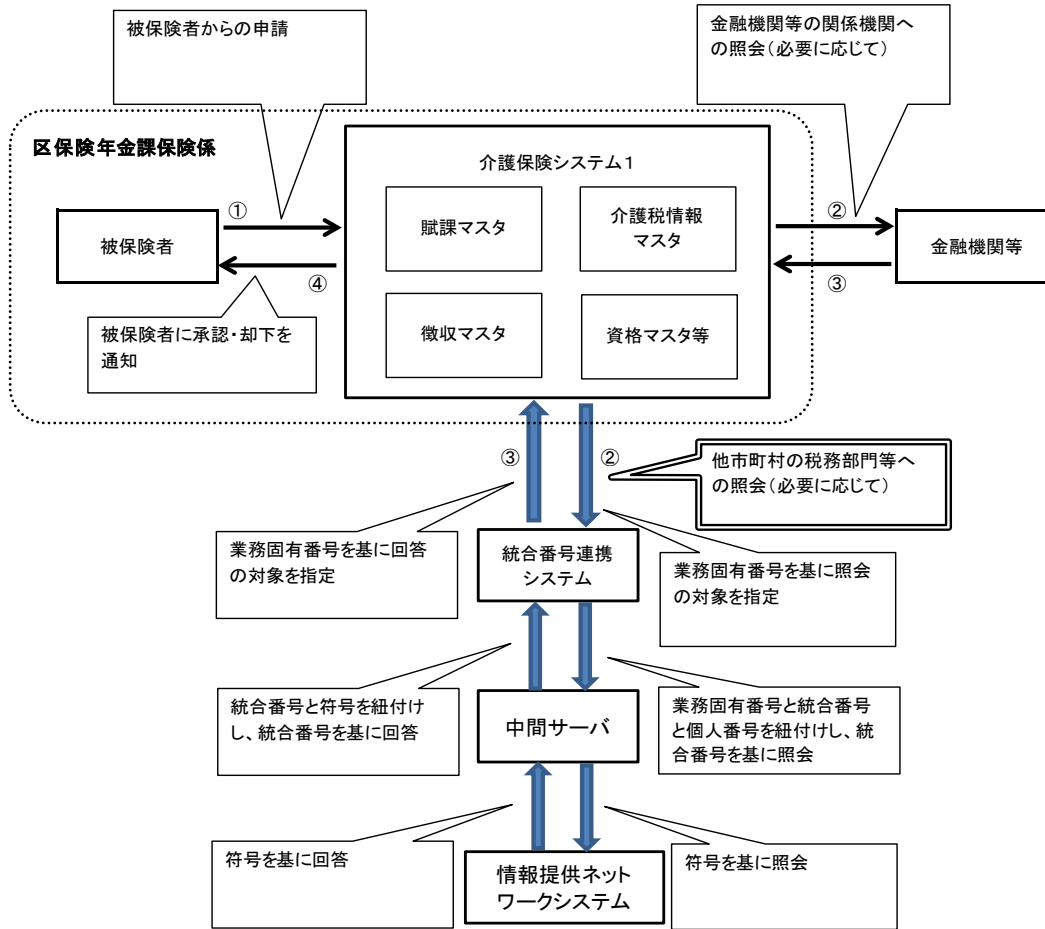 被保険者からの申請
金融機関等の関係機関へ
の照会(必要に応じて)
区保険年金課保険係
介護保険システム1
賦課マスタ
介護税情報
マスタ
徴収マスタ
資格マスタ等
①
被保険者
④
②
金融機関等
③
被保険者に承認・却下を
通知
③
②
他市町村の税務部門等へ
の照会(必要に応じて)
業務固有番号を基に回答
の対象を指定
統合番号連携
システム
業務固有番号を基に照会
の対象を指定
統合番号と符号を紐付け
し、統合番号を基に回答
中間サーバ
業務固有番号と統合番号
と個人番号を紐付けし、統
合番号を基に照会
符号を基に回答
情報提供ネット
ワークシステム
符号を基に照会